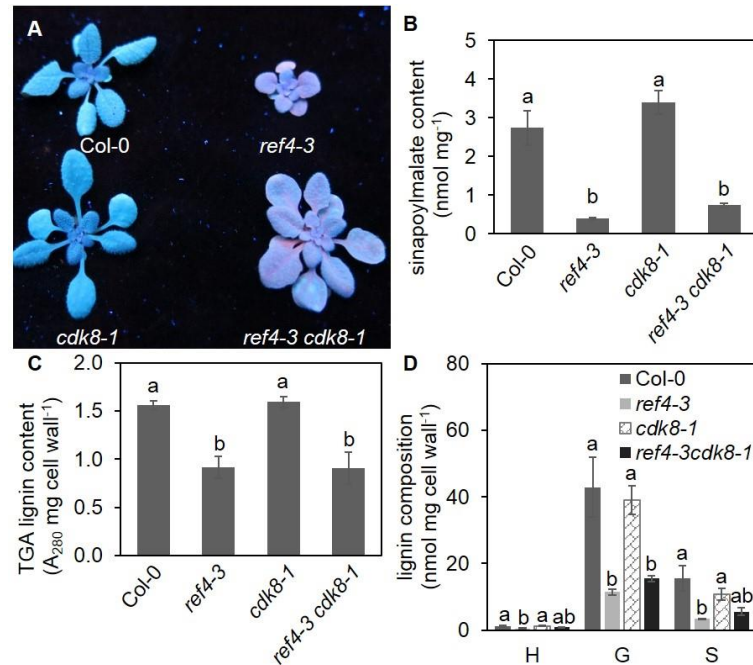 A
Col-0
ref4-3
cdk8-1
ref4-3 cdk8-1
B
sinapoylmalate content
(nmol mg-1)
5
4
3
2
1
0
a
b
a
b
Col-0
ref4-3
cdk8-1
ref4-3 cdk8-1
C
TGA lignin content
(A280 mg cell wall-1)
2.0
1.5
1.0
0.5
0.0
a
b
a
b
Col-0
ref4-3
cdk8-1
ref4-3 cdk8-1
D
lignin composition
(nmol mg cell wall-1)
80
60
40
20
0
Col-0
ref4-3
cdk8-1
ref4-3cdk8-1
a b a ab
a b a b
a b a ab
H G S